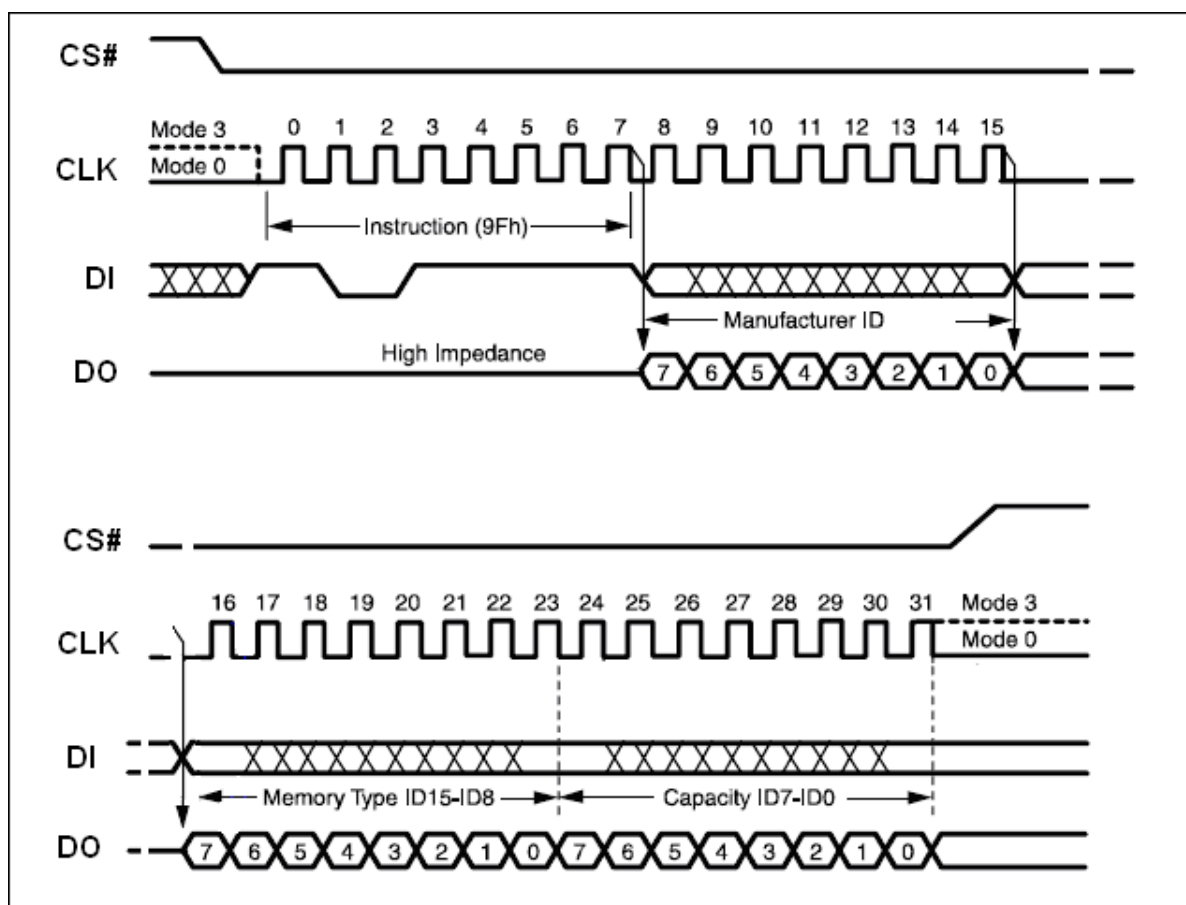 CS#
Mode 3
0 1 2 3 4 5 6 7 8 9 10 11 12 13 14 15
CLK
Mode 0
Instruction (9Fh)
DI
Manufacturer ID
High Impedance
DO
7 6 5 4 3 2 1 0
CS#
16 17 18 19 20 21 22 23 24 25 26 27 28 29 30 31
Mode 3
CLK
Mode 0
DI
Memory Type ID15-ID8
Capacity ID7-ID0
DO
7 6 5 4 3 2 1 0 7 6 5 4 3 2 1 0